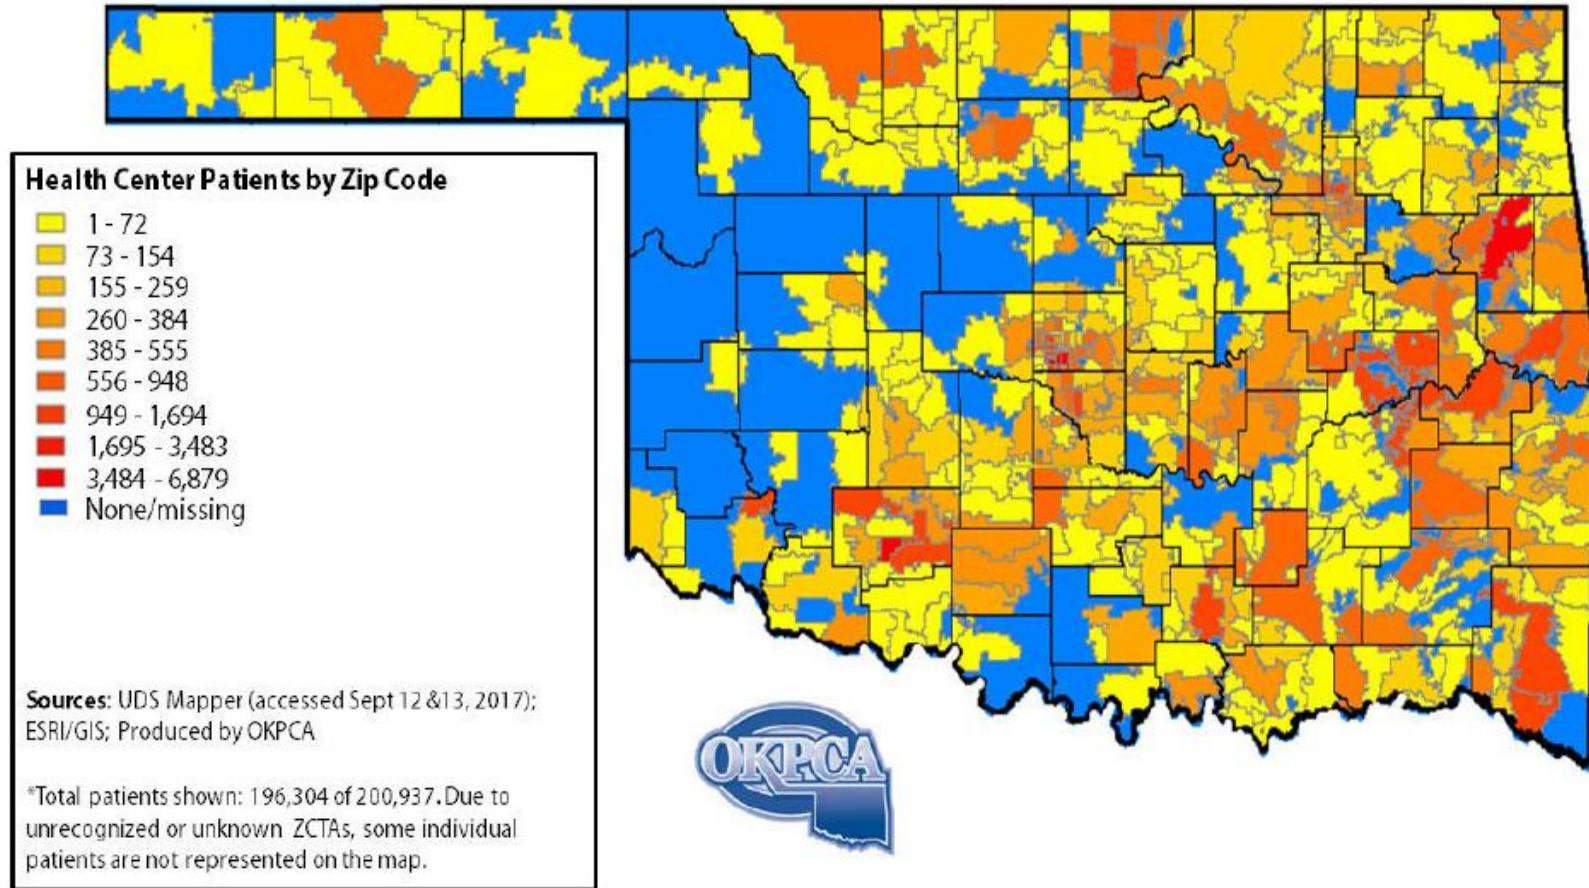 Health Center Patients by Zip Code
1 - 72
73 - 154
155 - 259
260 - 384
385 - 555
556 - 948
949 - 1,694
1,695 - 3,483
3,484 - 6,879
None/missing
Sources: UDS Mapper (accessed Sept 12 &13, 2017);
ESRI/GIS; Produced by OKPCA
*Total patients shown: 196,304 of 200,937. Due to
unrecognized or unknown ZCTAs, some individual
patients are not represented on the map.
OKPCA